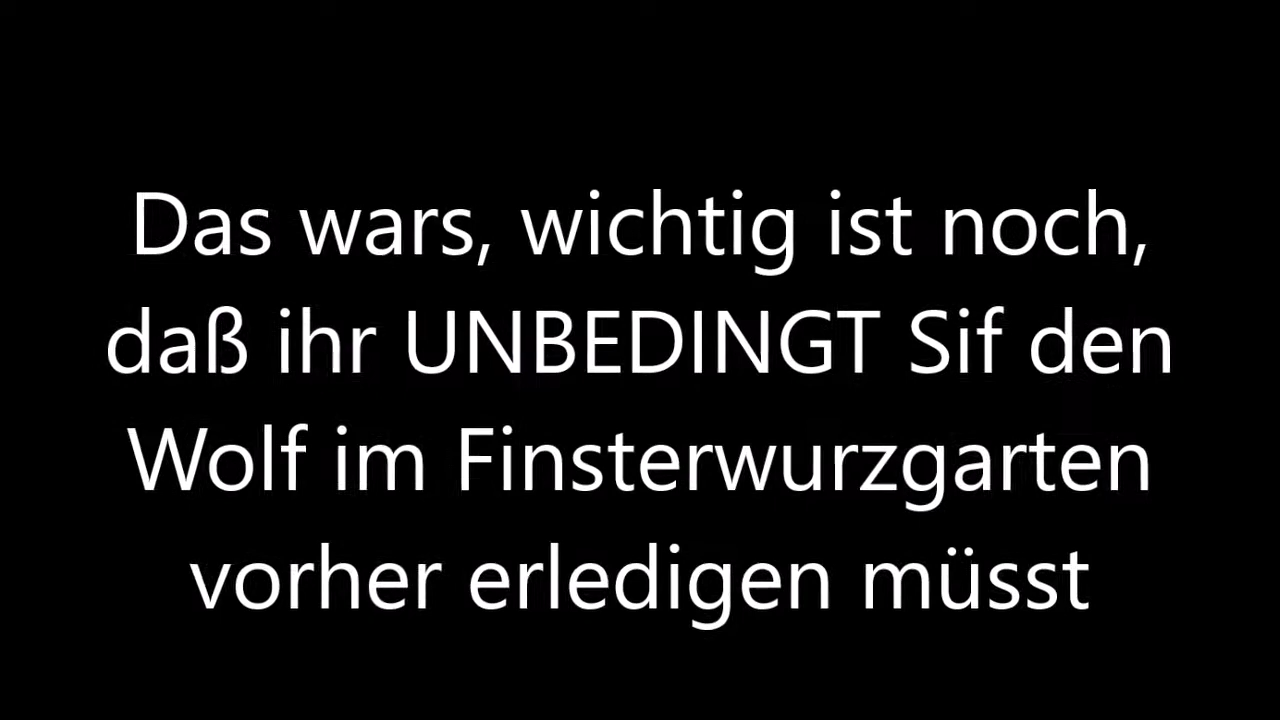 Das wars, wichtig ist noch,
daß ihr UNBEDINGT Sif den
Wolf im Finsterwurzgarten
vorher erledigen müsst